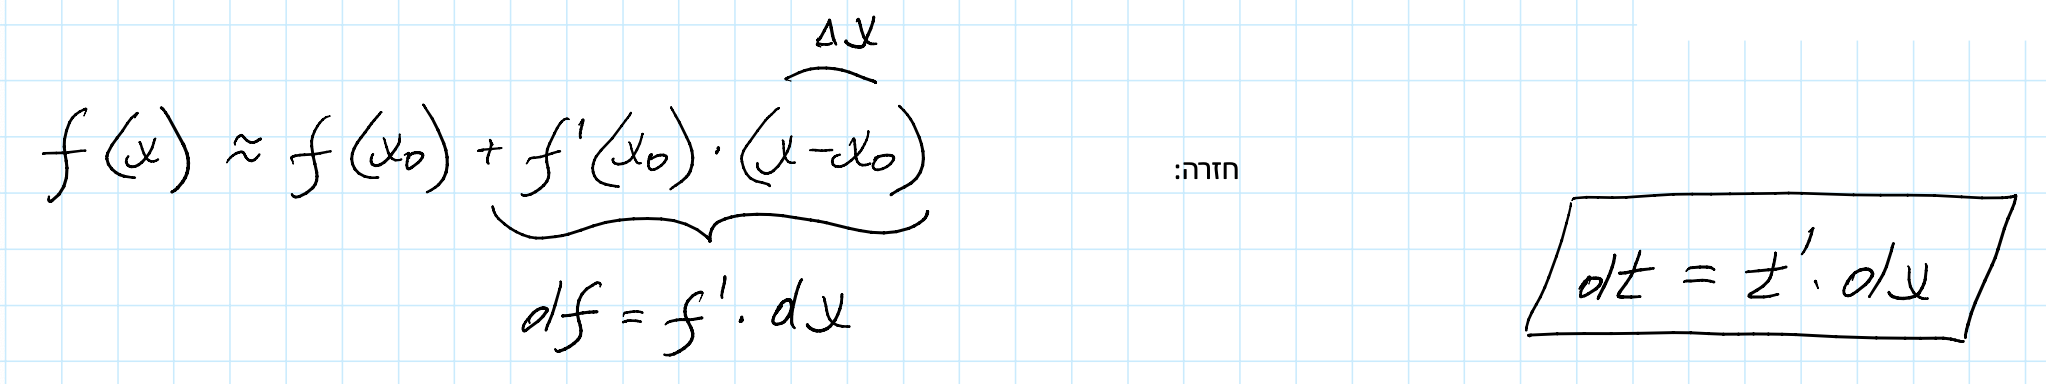 חזרה:
Δx
f(x) ≈ f(x₀) + f'(x₀) · (x - x₀)
df = f' · dx
dt = t' · dx